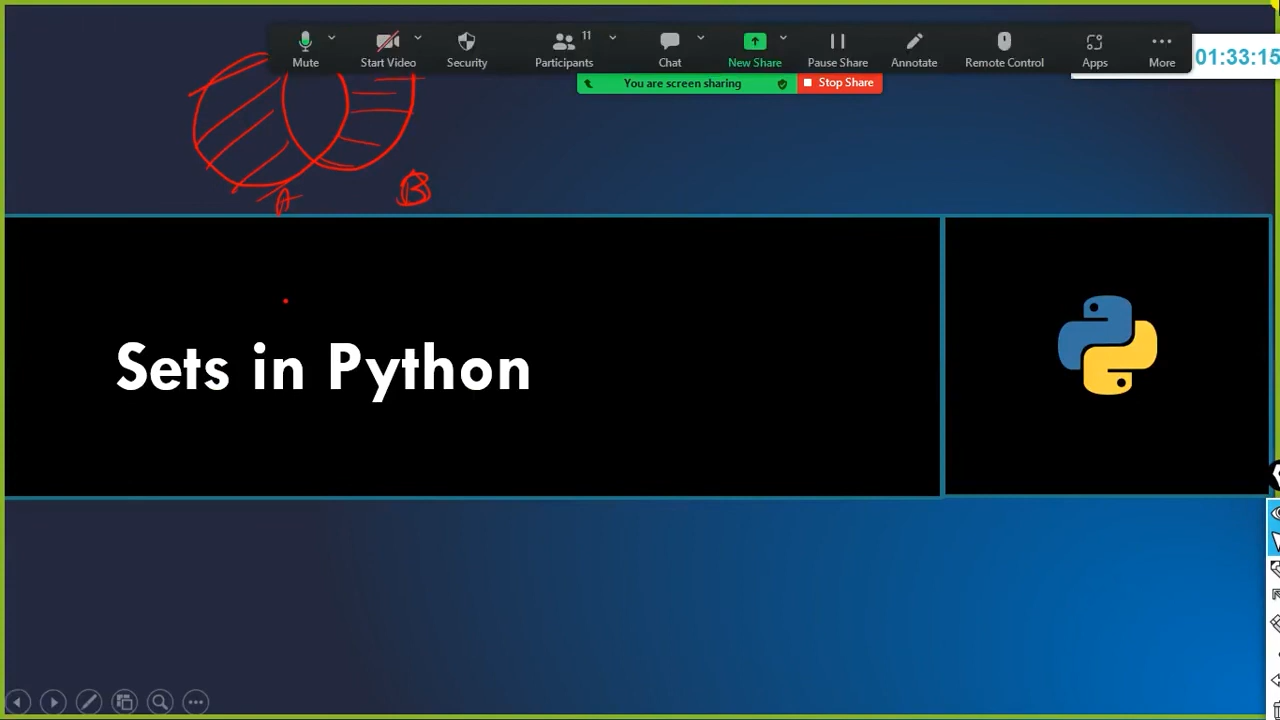 11
Mute
Start Video
Security
Participants
Chat
New Share
Pause Share
Annotate
Remote Control
Apps
More
01:33:15
You are screen sharing
Stop Share
A
B
Sets in Python